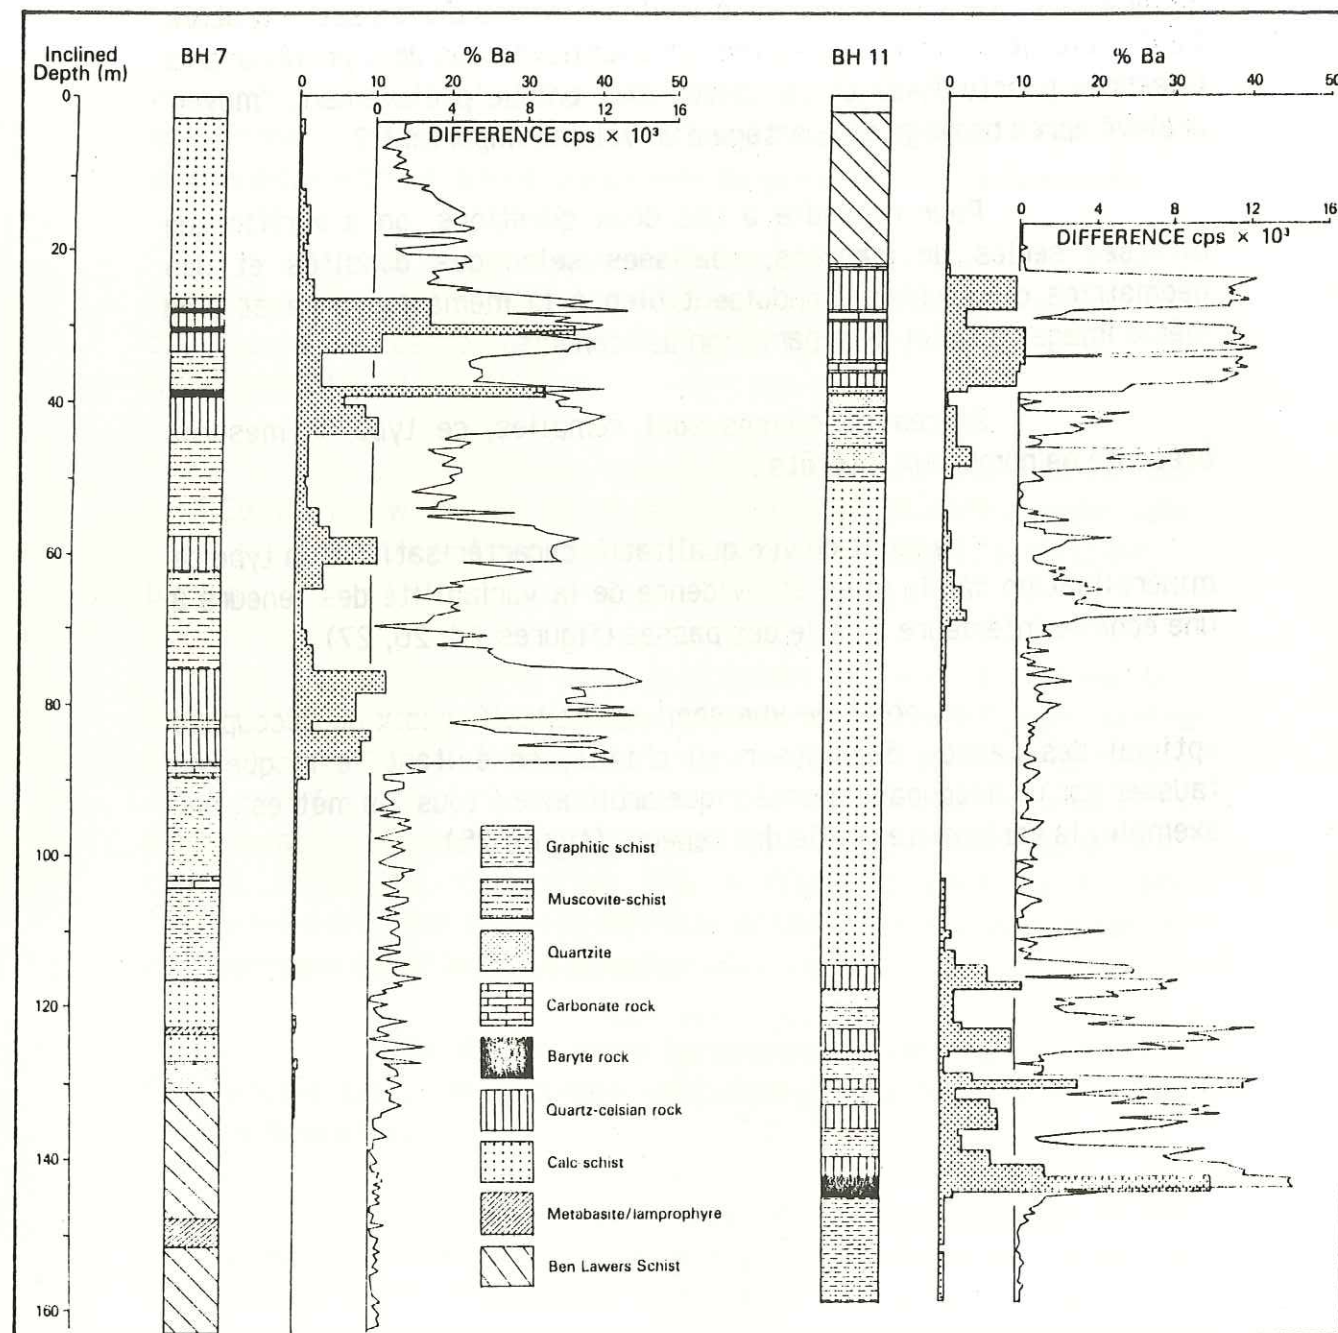 Inclined Depth (m)
BH 7
% Ba
0 10 20 30 40 50
0 4 8 12 16
DIFFERENCE cps × 10³
BH 11
% Ba
0 10 20 30 40 50
0 4 8 12 16
DIFFERENCE cps × 10³
0
20
40
60
80
100
120
140
160
Graphitic schist
Muscovite-schist
Quartzite
Carbonate rock
Baryte rock
Quartz-celsian rock
Calc-schist
Metabasite/lamprophyre
Ben Lawers Schist